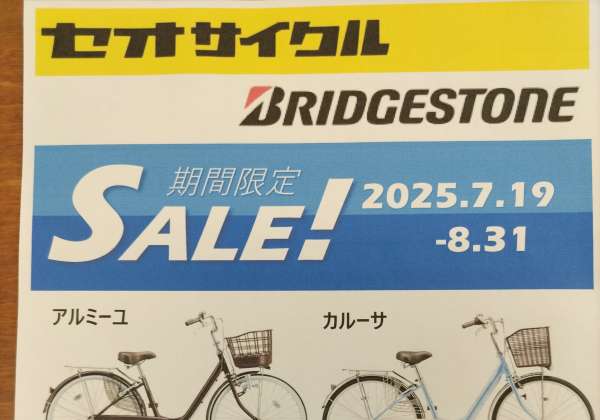 セオサイクル
BRIDGESTONE
期間限定
SALE!
2025.7.19
-8.31
アルミーユ
カルーサ